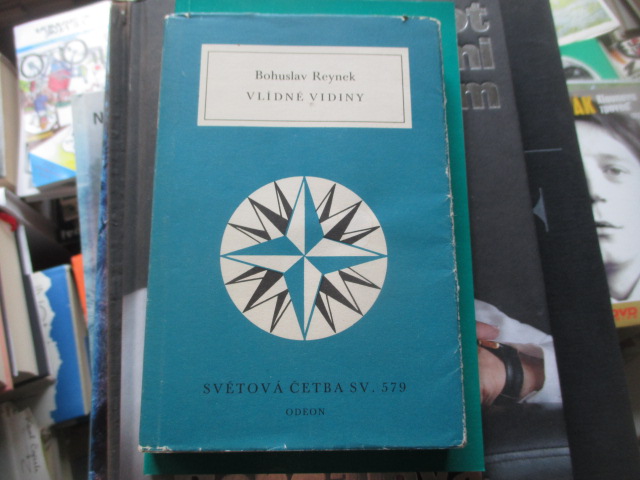 Bohuslav Reynek
VLÍDNÉ VIDINY
SVĚTOVÁ ČETBA SV. 579
ODEON